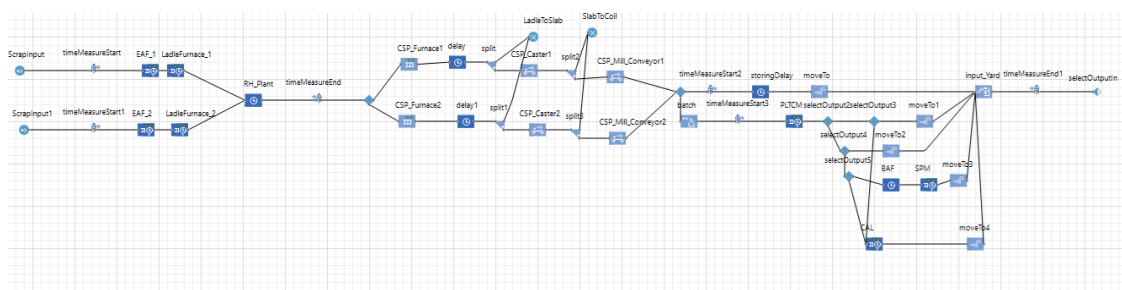 LadleToSlab
SlabToCoil
ScrapInput
timeMeasureStart
EAF_1
LadleFurnace_1
CSP_Furnace1
delay
split
CSP_Caster1
split2
CSP_Mill_Conveyor1
RH_Plant
timeMeasureEnd
timeMeasureStart2
storingDelay
moveTo
input_Yard
timeMeasureEnd1
selectOutputIn
ScrapInput1
timeMeasureStart1
EAF_2
LadleFurnace_2
CSP_Furnace2
delay1
split1
CSP_Caster2
split3
CSP_Mill_Conveyor2
batch
timeMeasureStart3
PLTCM
selectOutput2
selectOutput3
moveTo1
selectOutput4
moveTo2
selectOutput5
BAF
SPM
moveTo3
CAL
moveTo4